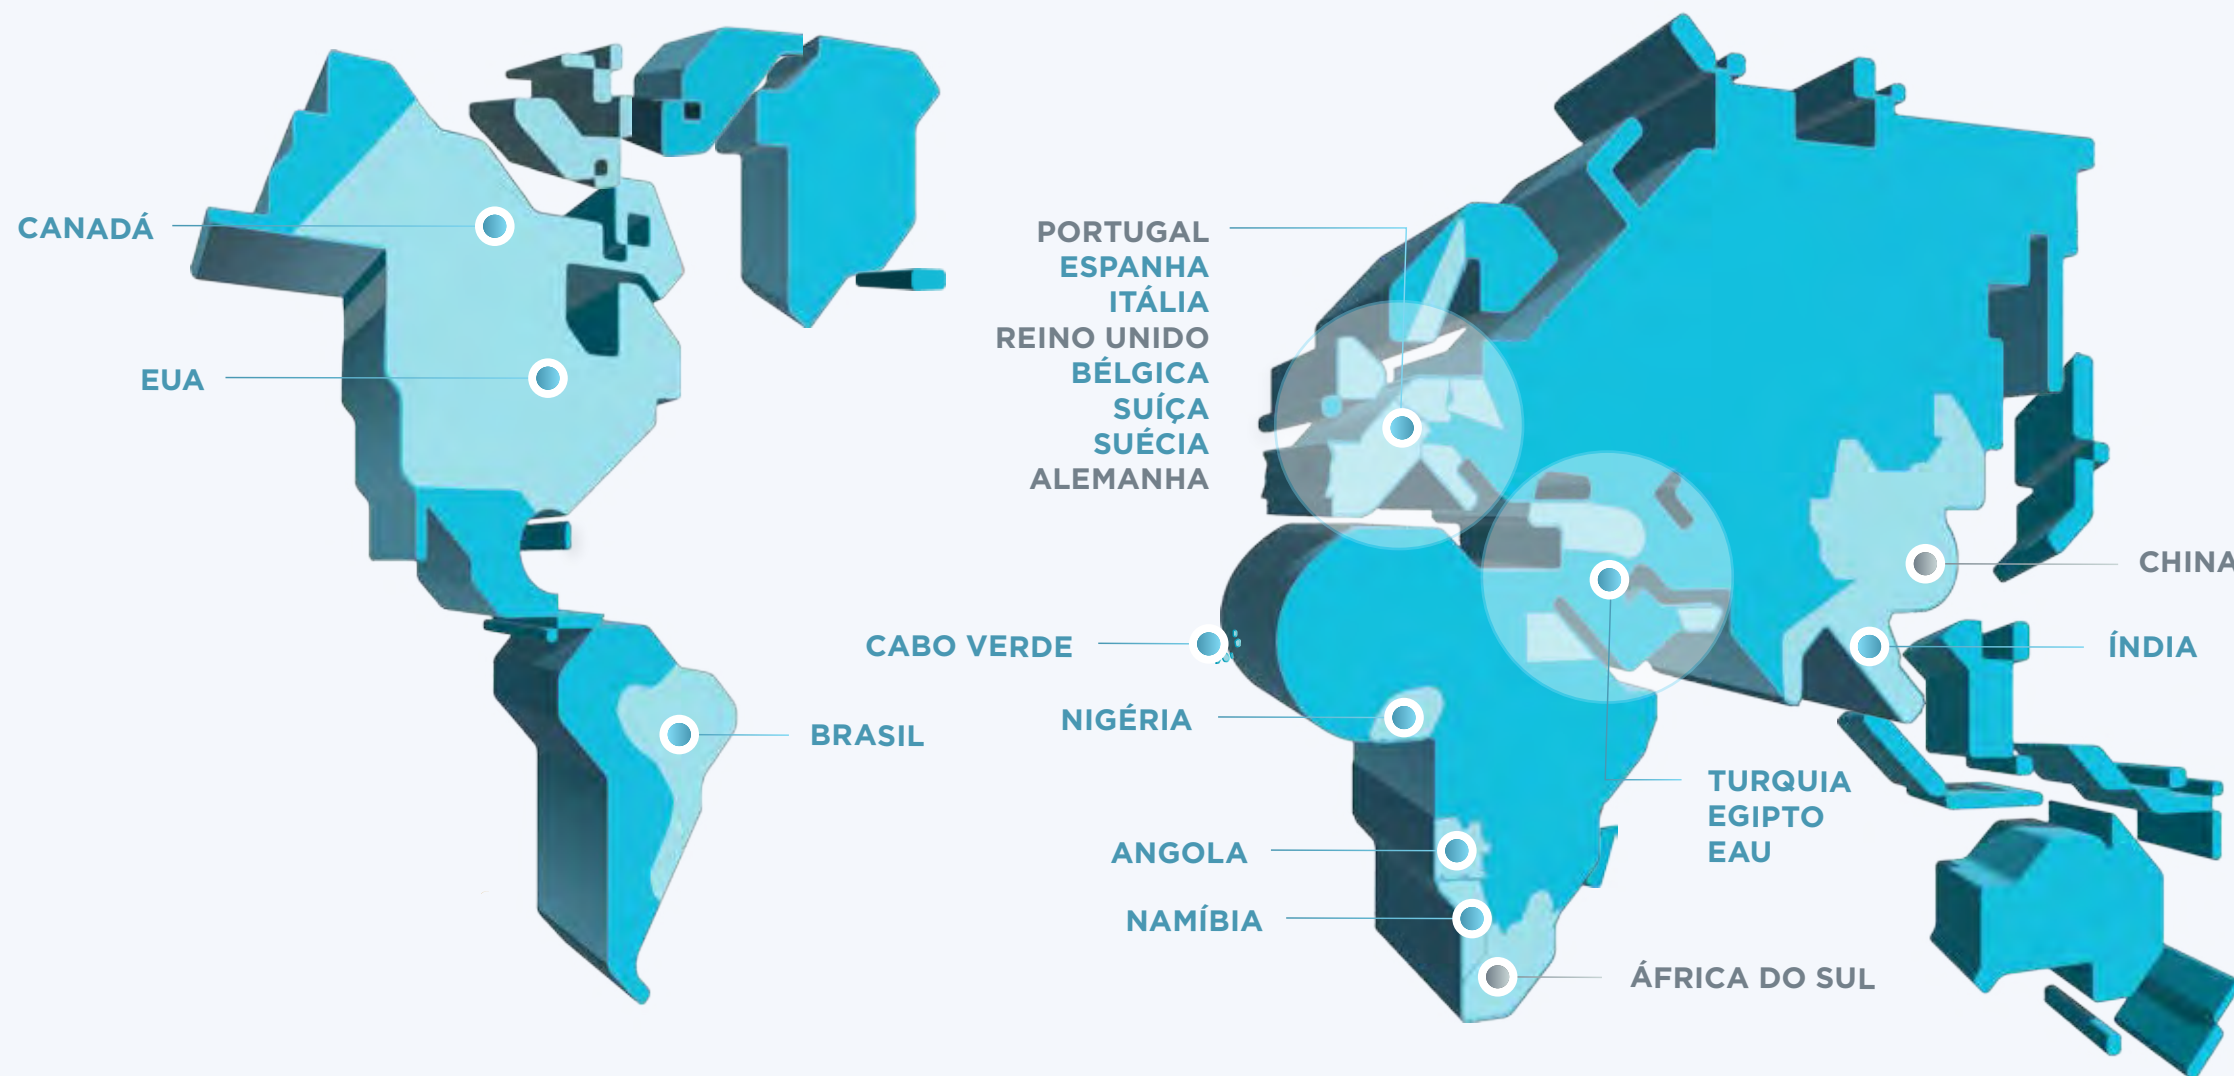 CANADÁ
EUA
BRASIL
PORTUGAL
ESPANHA
ITÁLIA
REINO UNIDO
BÉLGICA
SUÍÇA
SUÉCIA
ALEMANHA
CABO VERDE
NIGÉRIA
ANGOLA
NAMÍBIA
ÁFRICA DO SUL
TURQUIA
EGIPTO
EAU
CHINA
ÍNDIA